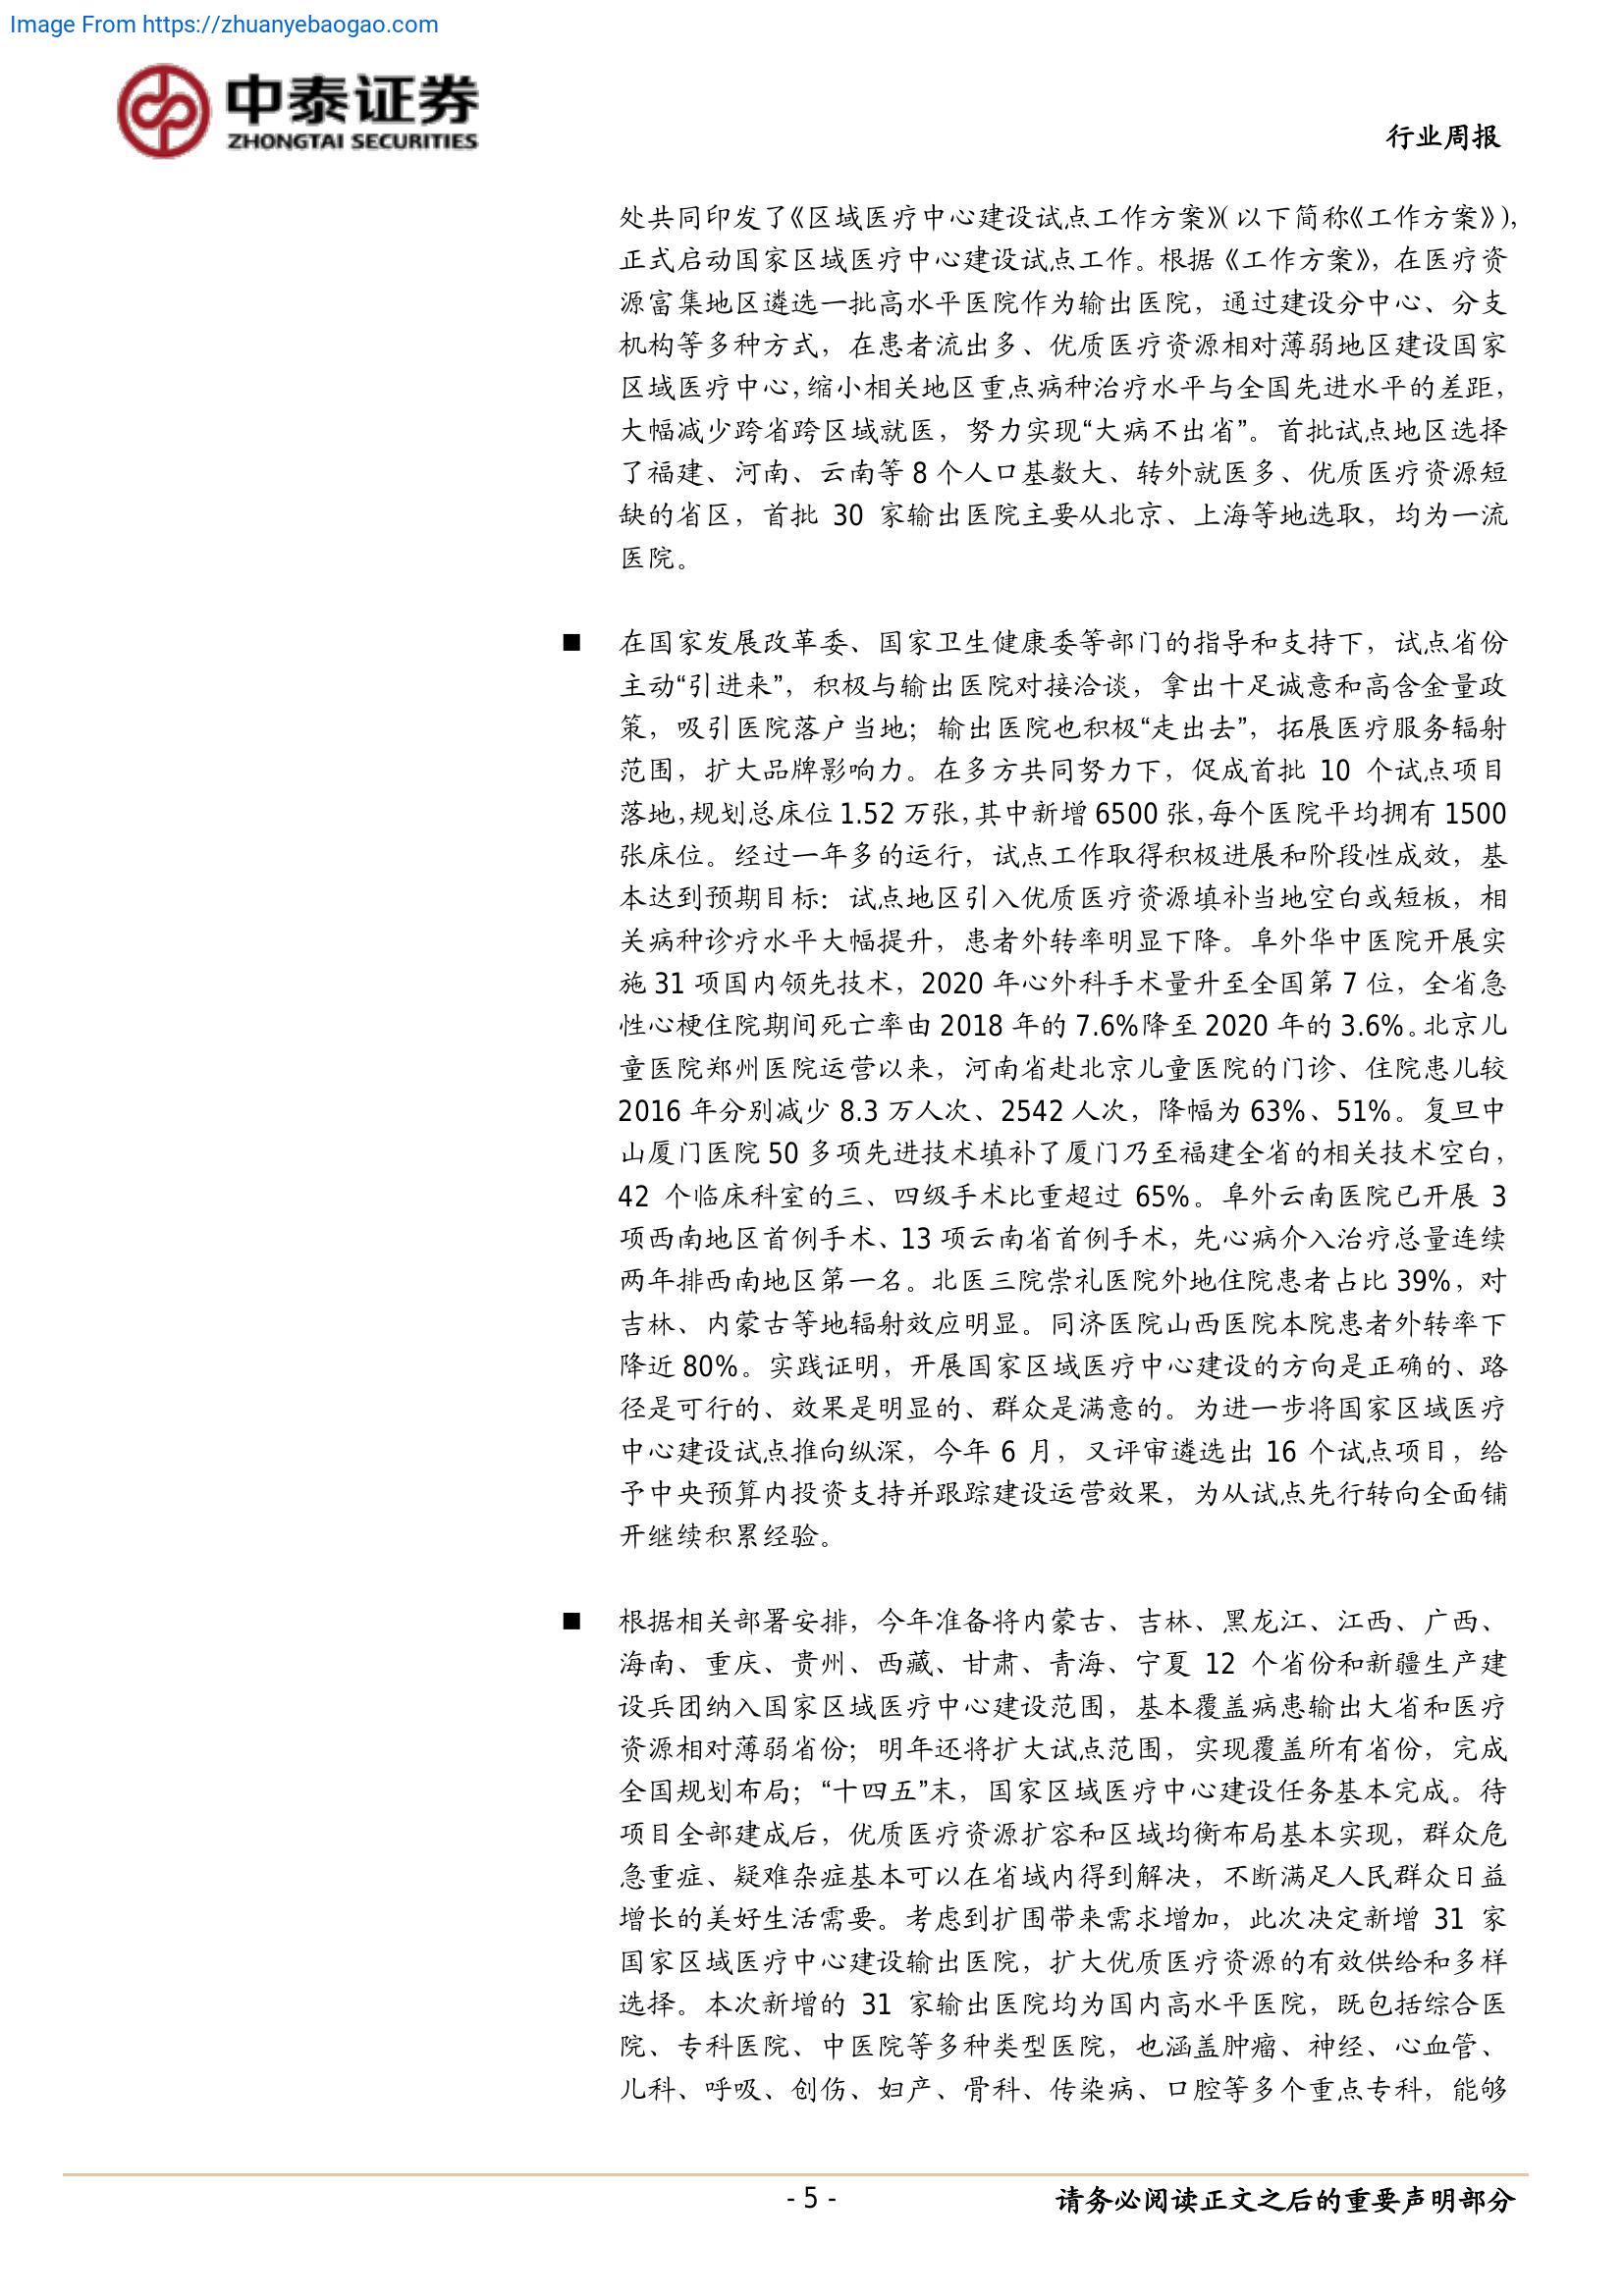 Image From https://zhuanyebaogao.com
中泰证券
ZHONGTAI SECURITIES
行业周报
处共同印发了《区域医疗中心建设试点工作方案》(以下简称《工作方案》),
正式启动国家区域医疗中心建设试点工作。根据《工作方案》，在医疗资
源富集地区遴选一批高水平医院作为输出医院，通过建设分中心、分支
机构等多种方式，在患者流出多、优质医疗资源相对薄弱地区建设国家
区域医疗中心，缩小相关地区重点病种治疗水平与全国先进水平的差距，
大幅减少跨省跨区域就医，努力实现“大病不出省”。首批试点地区选择
了福建、河南、云南等 8 个人口基数大、转外就医多、优质医疗资源短
缺的省区，首批 30 家输出医院主要从北京、上海等地选取，均为一流
医院。
■ 在国家发展改革委、国家卫生健康委等部门的指导和支持下，试点省份
主动“引进来”，积极与输出医院对接洽谈，拿出十足诚意和高含金量政
策，吸引医院落户当地；输出医院也积极“走出去”，拓展医疗服务辐射
范围，扩大品牌影响力。在多方共同努力下，促成首批 10 个试点项目
落地，规划总床位 1.52 万张，其中新增 6500 张，每个医院平均拥有 1500
张床位。经过一年多的运行，试点工作取得积极进展和阶段性成效，基
本达到预期目标：试点地区引入优质医疗资源填补当地空白或短板，相
关病种诊疗水平大幅提升，患者外转率明显下降。阜外华中医院开展实
施 31 项国内领先技术，2020 年心外科手术量升至全国第 7 位，全省急
性心梗住院期间死亡率由 2018 年的 7.6%降至 2020 年的 3.6%。北京儿
童医院郑州医院运营以来，河南省赴北京儿童医院的门诊、住院患儿较
2016 年分别减少 8.3 万人次、2542 人次，降幅为 63%、51%。复旦中
山厦门医院 50 多项先进技术填补了厦门乃至福建全省的相关技术空白，
42 个临床科室的三、四级手术比重超过 65%。阜外云南医院已开展 3
项西南地区首例手术、13 项云南省首例手术，先心病介入治疗总量连续
两年排西南地区第一名。北医三院崇礼医院外地住院患者占比 39%，对
吉林、内蒙古等地辐射效应明显。同济医院山西医院本院患者外转率下
降近 80%。实践证明，开展国家区域医疗中心建设的方向是正确的、路
径是可行的、效果是明显的、群众是满意的。为进一步将国家区域医疗
中心建设试点推向纵深，今年 6 月，又评审遴选出 16 个试点项目，给
予中央预算内投资支持并跟踪建设运营效果，为从试点先行转向全面铺
开继续积累经验。
■ 根据相关部署安排，今年准备将内蒙古、吉林、黑龙江、江西、广西、
海南、重庆、贵州、西藏、甘肃、青海、宁夏 12 个省份和新疆生产建
设兵团纳入国家区域医疗中心建设范围，基本覆盖病患输出大省和医疗
资源相对薄弱省份；明年还将扩大试点范围，实现覆盖所有省份，完成
全国规划布局；“十四五”末，国家区域医疗中心建设任务基本完成。待
项目全部建成后，优质医疗资源扩容和区域均衡布局基本实现，群众危
急重症、疑难杂症基本可以在省域内得到解决，不断满足人民群众日益
增长的美好生活需要。考虑到扩围带来需求增加，此次决定新增 31 家
国家区域医疗中心建设输出医院，扩大优质医疗资源的有效供给和多样
选择。本次新增的 31 家输出医院均为国内高水平医院，既包括综合医
院、专科医院、中医院等多种类型医院，也涵盖肿瘤、神经、心血管、
儿科、呼吸、创伤、妇产、骨科、传染病、口腔等多个重点专科，能够
- 5 -
请务必阅读正文之后的重要声明部分